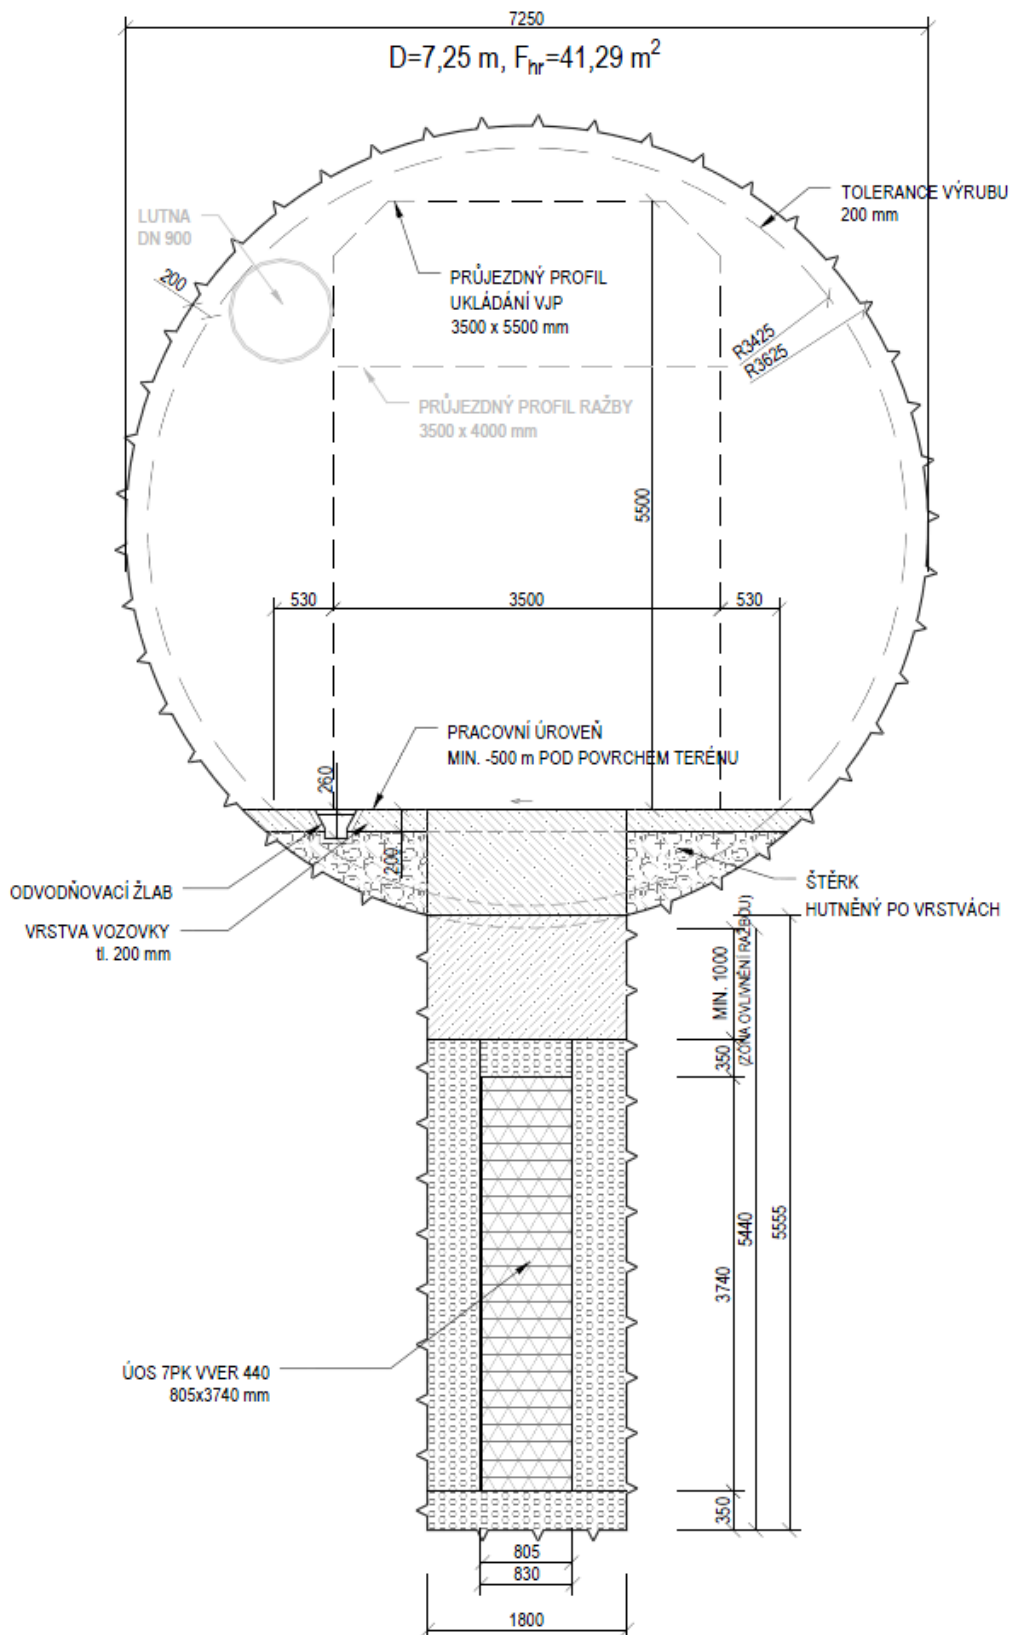 7250
D=7,25 m, Fhr=41,29 m²
TOLERANCE VÝRUBU
200 mm
LUTNA
DN 900
200
PRŮJEZDNÝ PROFIL
UKLÁDÁNÍ VJP
3500 x 5500 mm
R3425
R3625
PRŮJEZDNÝ PROFIL RAŽBY
3500 x 4000 mm
5500
530
3500
530
PRACOVNÍ ÚROVEŇ
MIN. -500 m POD POVRCHEM TERÉNU
260
200
ODVODŇOVACÍ ŽLAB
VRSTVA VOZOVKY
tl. 200 mm
ŠTĚRK
HUTNĚNÝ PO VRSTVÁCH
MIN. 1000
(ZÓNA OVLIVNĚNÍ RAŽBOU)
350
3740
5440
5555
ÚOS 7PK VVER 440
805x3740 mm
350
805
830
1800